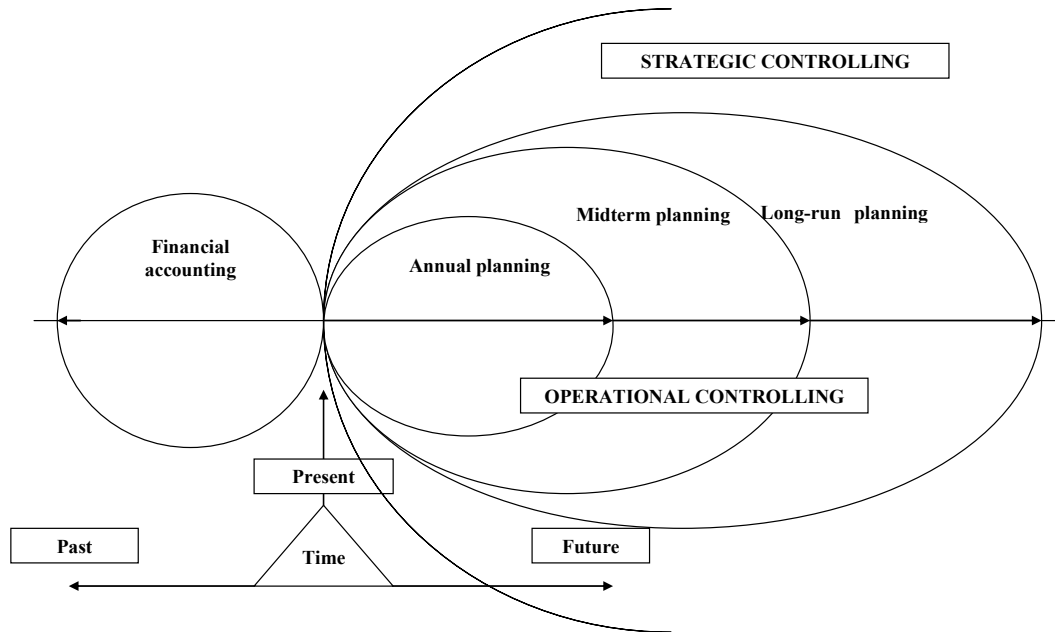 STRATEGIC CONTROLLING
Midterm planning
Long-run planning
Financial
accounting
Annual planning
OPERATIONAL CONTROLLING
Present
Past
Time
Future